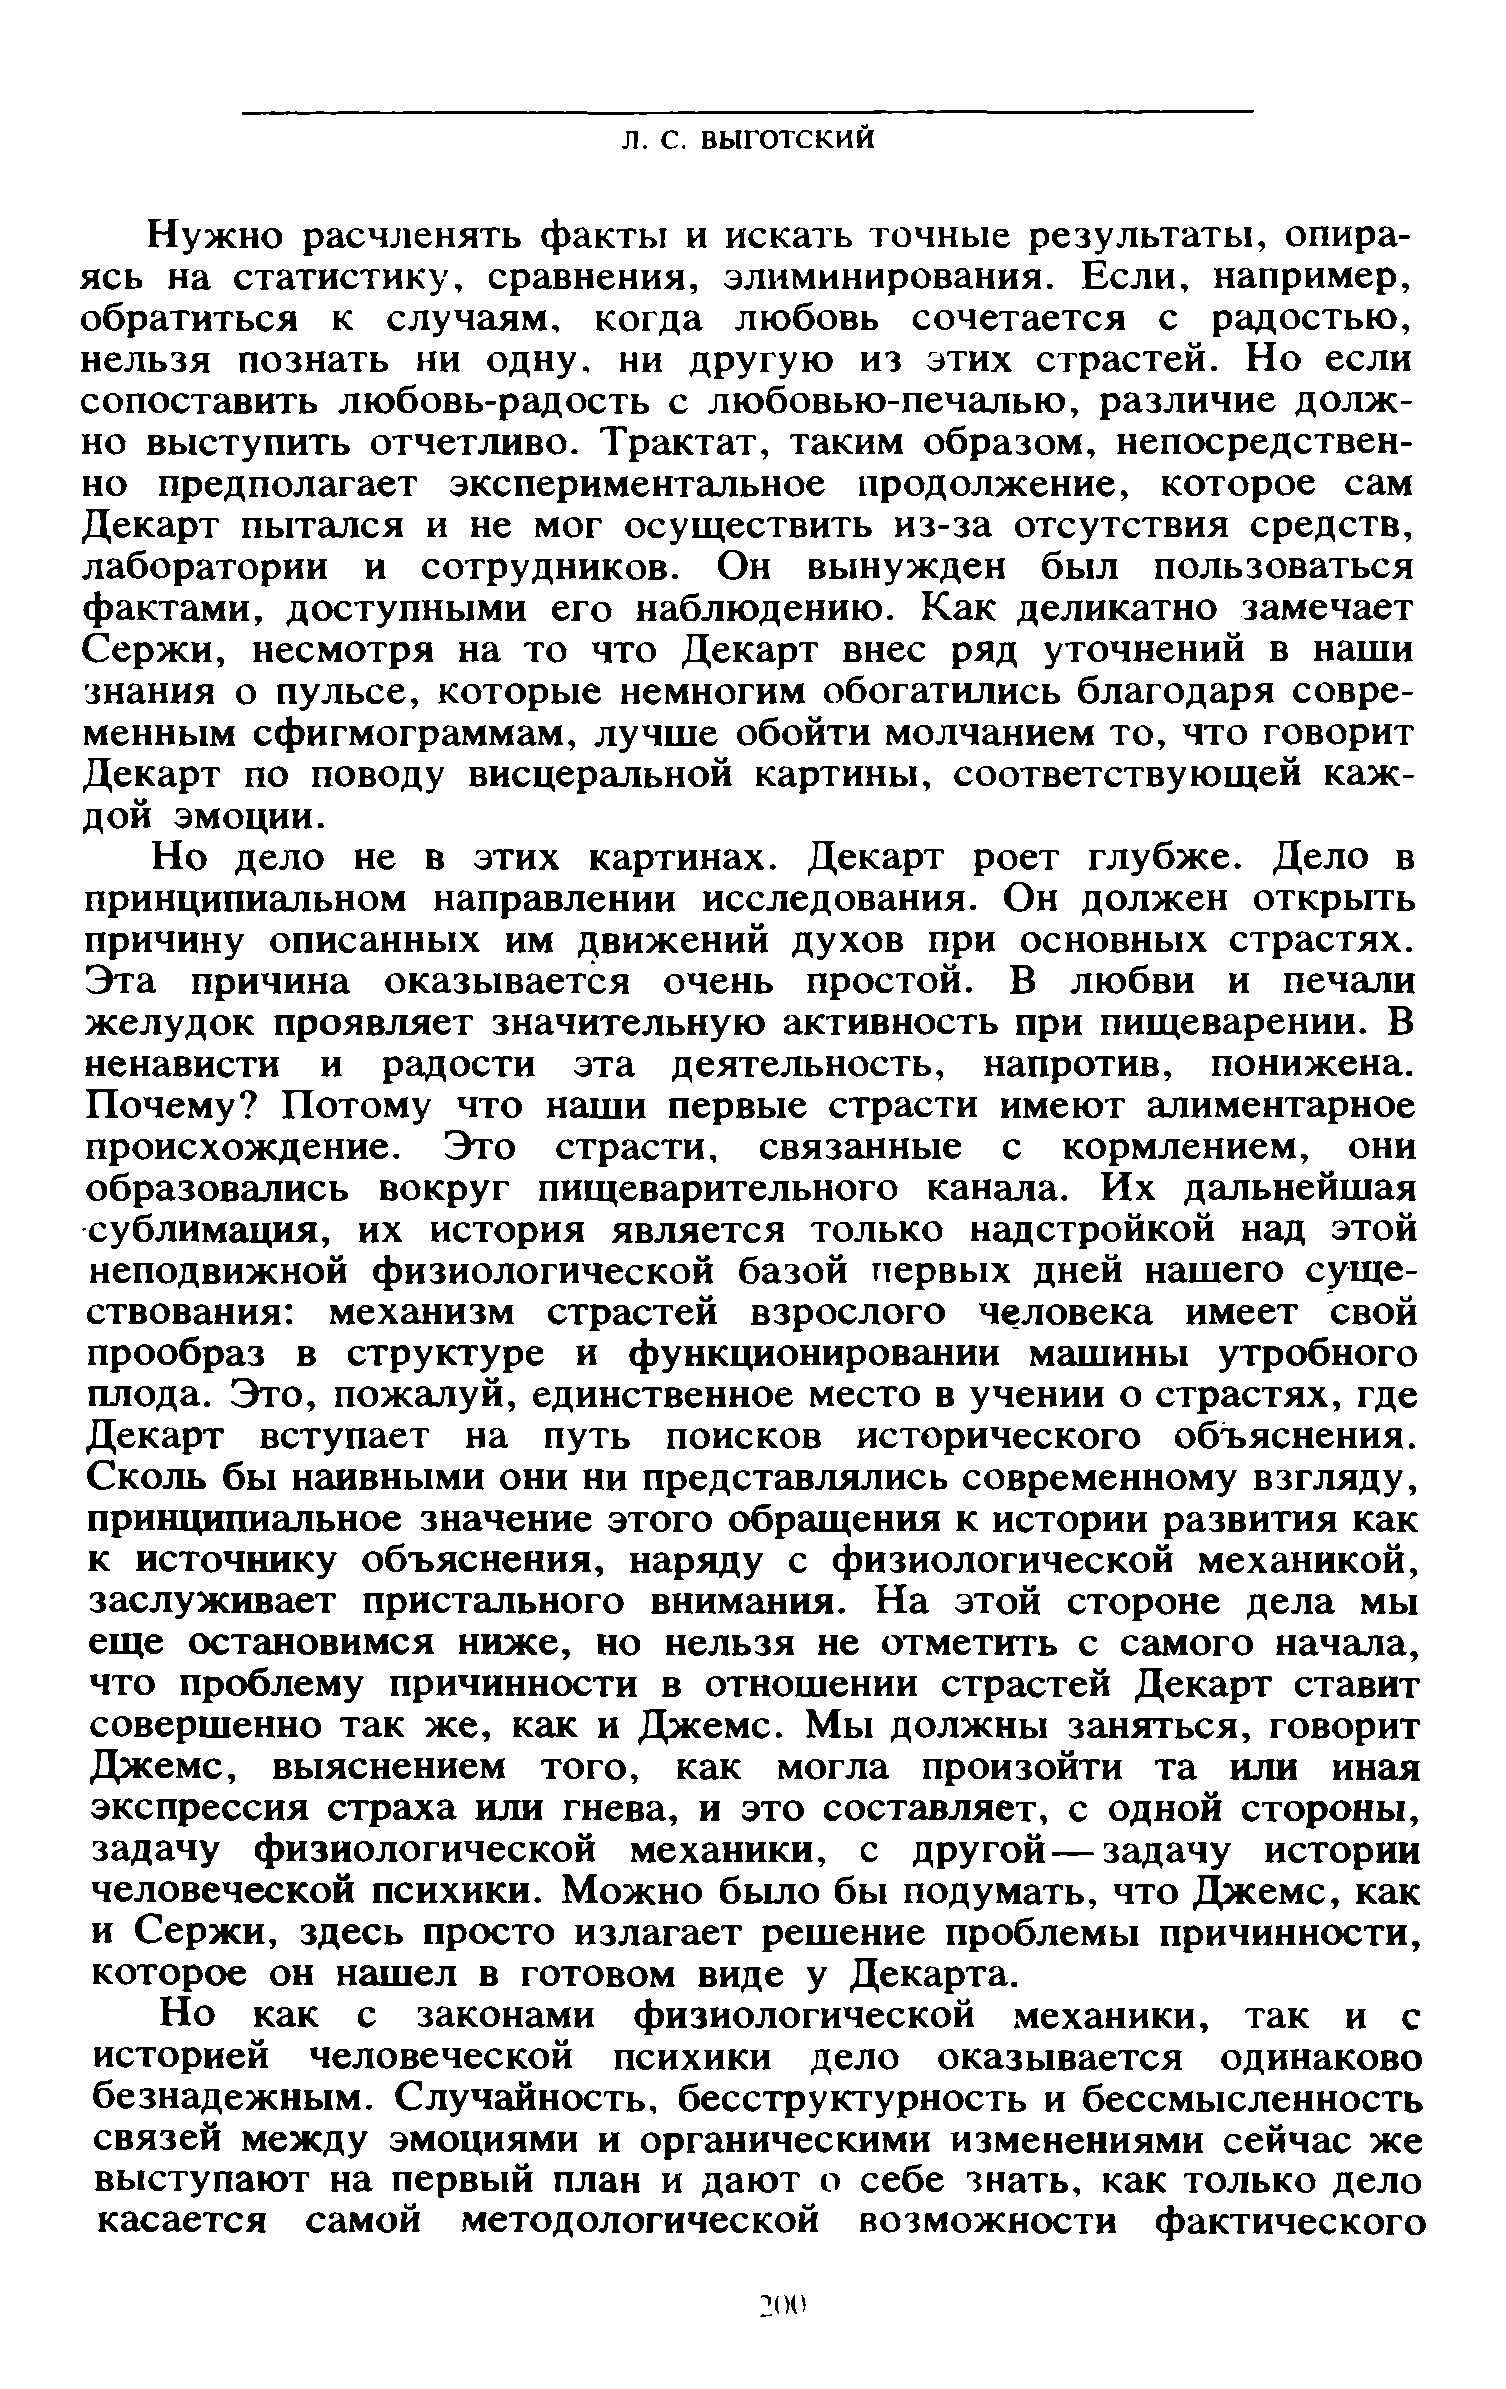 Л. С. ВЫГОТСКИЙ
Нужно расчленять факты и искать точные результаты, опира-
ясь на статистику, сравнения, элиминирования. Если, например,
обратиться к случаям, когда любовь сочетается с радостью,
нельзя познать ни одну, ни другую из этих страстей. Но если
сопоставить любовь-радость с любовью-печалью, различие долж-
но выступить отчетливо. Трактат, таким образом, непосредствен-
но предполагает экспериментальное продолжение, которое сам
Декарт пытался и не мог осуществить из-за отсутствия средств,
лаборатории и сотрудников. Он вынужден был пользоваться
фактами, доступными его наблюдению. Как деликатно замечает
Сержи, несмотря на то что Декарт внес ряд уточнений в наши
знания о пульсе, которые немногим обогатились благодаря совре-
менным сфигмограммам, лучше обойти молчанием то, что говорит
Декарт по поводу висцеральной картины, соответствующей каж-
дой эмоции.
Но дело не в этих картинах. Декарт роет глубже. Дело в
принципиальном направлении исследования. Он должен открыть
причину описанных им движений духов при основных страстях.
Эта причина оказывается очень простой. В любви и печали
желудок проявляет значительную активность при пищеварении. В
ненависти и радости эта деятельность, напротив, понижена.
Почему? Потому что наши первые страсти имеют алиментарное
происхождение. Это страсти, связанные с кормлением, они
образовались вокруг пищеварительного канала. Их дальнейшая
сублимация, их история является только надстройкой над этой
неподвижной физиологической базой первых дней нашего суще-
ствования: механизм страстей взрослого человека имеет свой
прообраз в структуре и функционировании машины утробного
плода. Это, пожалуй, единственное место в учении о страстях, где
Декарт вступает на путь поисков исторического объяснения.
Сколь бы наивными они ни представлялись современному взгляду,
принципиальное значение этого обращения к истории развития как
к источнику объяснения, наряду с физиологической механикой,
заслуживает пристального внимания. На этой стороне дела мы
еще остановимся ниже, но нельзя не отметить с самого начала,
что проблему причинности в отношении страстей Декарт ставит
совершенно так же, как и Джемс. Мы должны заняться, говорит
Джемс, выяснением того, как могла произойти та или иная
экспрессия страха или гнева, и это составляет, с одной стороны,
задачу физиологической механики, с другой — задачу истории
человеческой психики. Можно было бы подумать, что Джемс, как
и Сержи, здесь просто излагает решение проблемы причинности,
которое он нашел в готовом виде у Декарта.
Но как с законами физиологической механики, так и с
историей человеческой психики дело оказывается одинаково
безнадежным. Случайность, бесструктурность и бессмысленность
связей между эмоциями и органическими изменениями сейчас же
выступают на первый план и дают о себе знать, как только дело
касается самой методологической возможности фактического
200